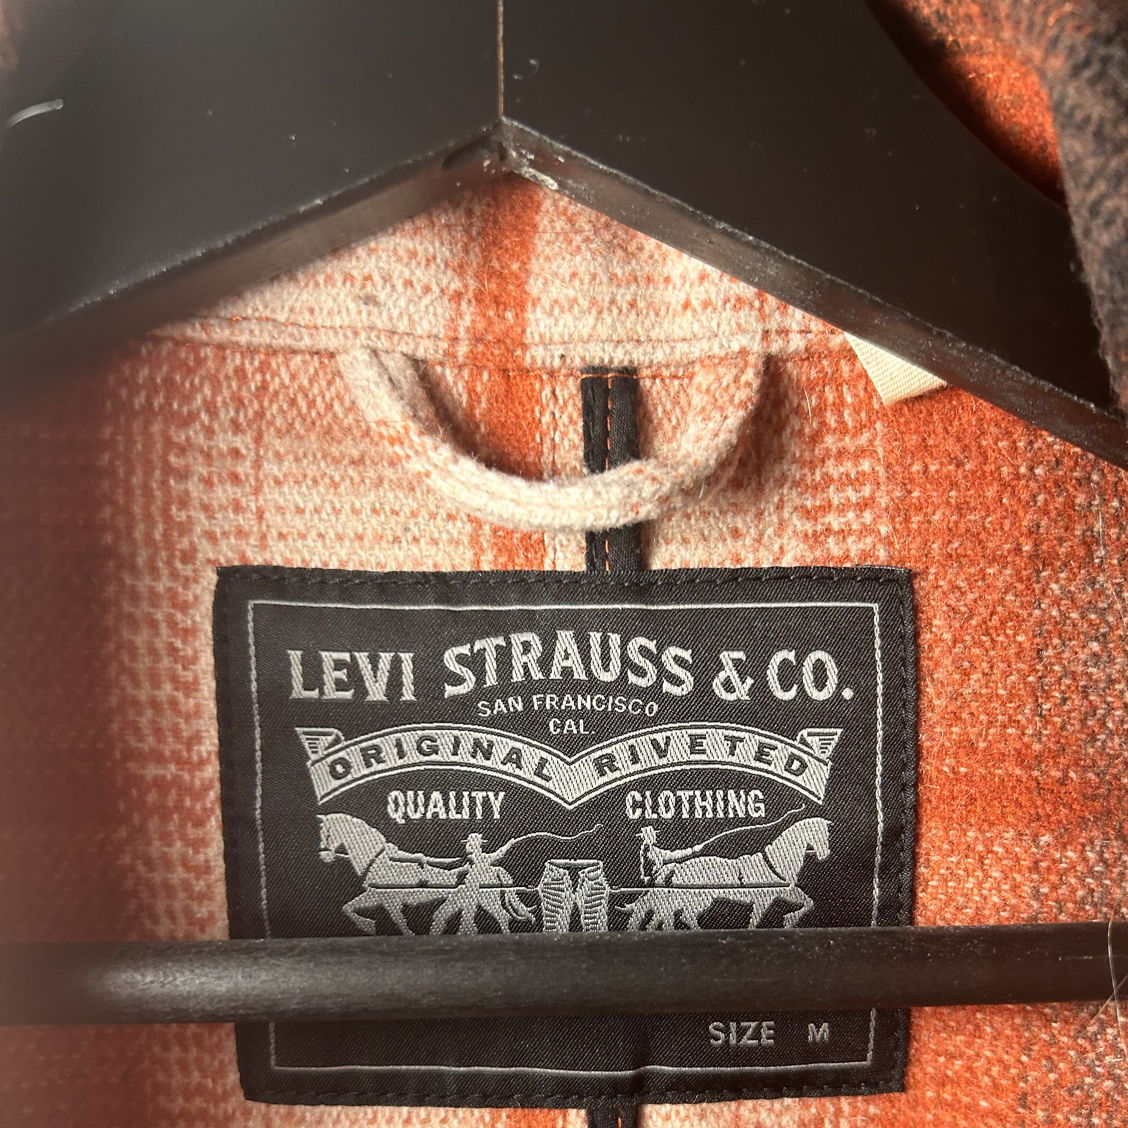 LEVI STRAUSS & CO.
SAN FRANCISCO
CAL.
ORIGINAL RIVETED
QUALITY CLOTHING
SIZE M